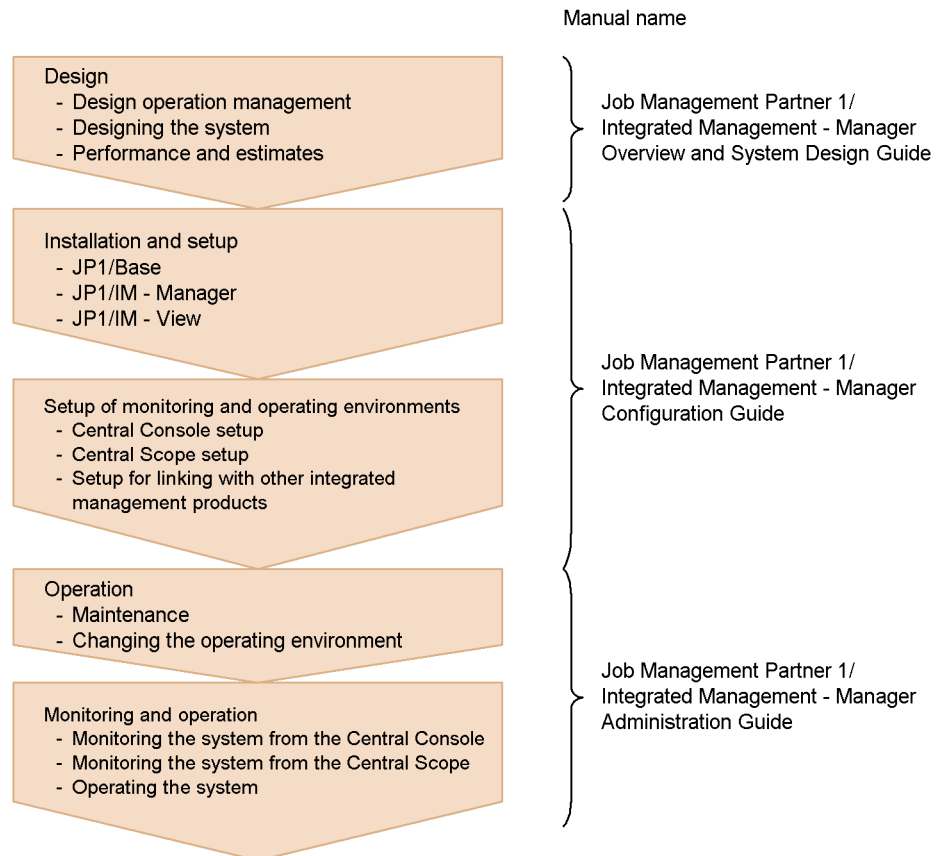 Manual name
Design
- Design operation management
- Designing the system
- Performance and estimates
Job Management Partner 1/
Integrated Management - Manager
Overview and System Design Guide
Installation and setup
- JP1/Base
- JP1/IM - Manager
- JP1/IM - View
Setup of monitoring and operating environments
- Central Console setup
- Central Scope setup
- Setup for linking with other integrated
management products
Job Management Partner 1/
Integrated Management - Manager
Configuration Guide
Operation
- Maintenance
- Changing the operating environment
Monitoring and operation
- Monitoring the system from the Central Console
- Monitoring the system from the Central Scope
- Operating the system
Job Management Partner 1/
Integrated Management - Manager
Administration Guide